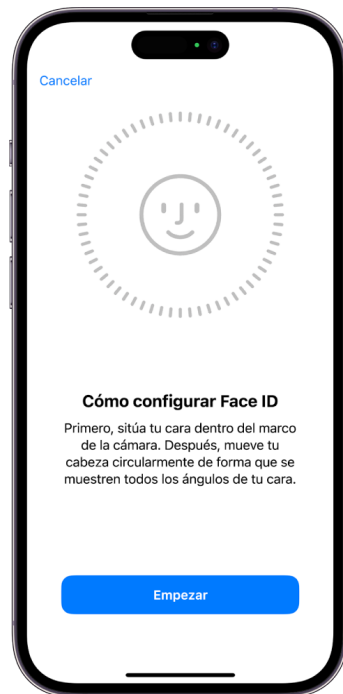 Cancelar
Cómo configurar Face ID
Primero, sitúa tu cara dentro del marco
de la cámara. Después, mueve tu
cabeza circularmente de forma que se
muestren todos los ángulos de tu cara.
Empezar